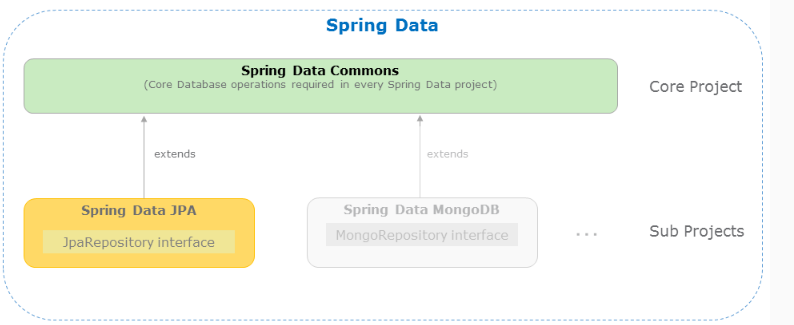 Spring Data
Spring Data Commons
(Core Database operations required in every Spring Data project)
Core Project
extends
extends
Spring Data JPA
JpaRepository interface
Spring Data MongoDB
MongoRepository interface
...
Sub Projects